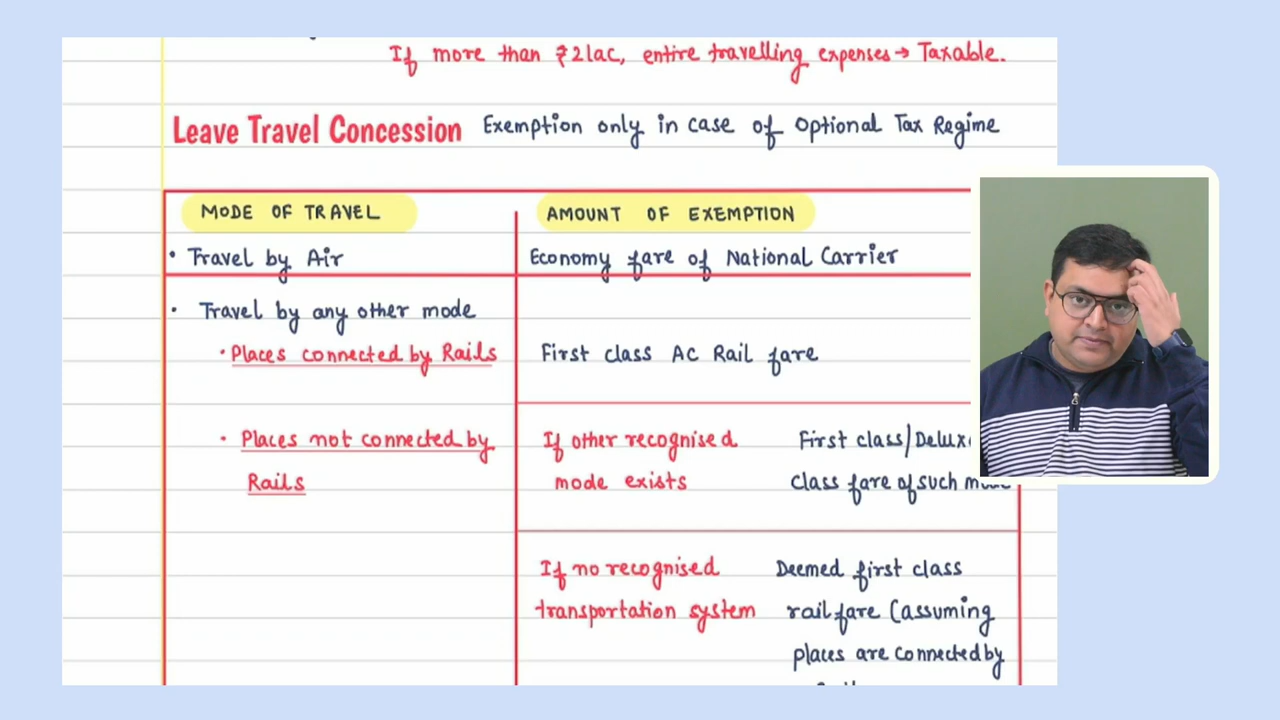 If more than ₹2lac, entire travelling expenses → Taxable.
Leave Travel Concession Exemption only in case of Optional Tax Regime
MODE OF TRAVEL AMOUNT OF EXEMPTION
• Travel by Air Economy fare of National Carrier
• Travel by any other mode
• Places connected by Rails First class AC Rail fare
• Places not connected by If other recognised First class/Delux
Rails mode exists Class fare of such
If no recognised Deemed first class
transportation system rail fare (assuming
places are connected by